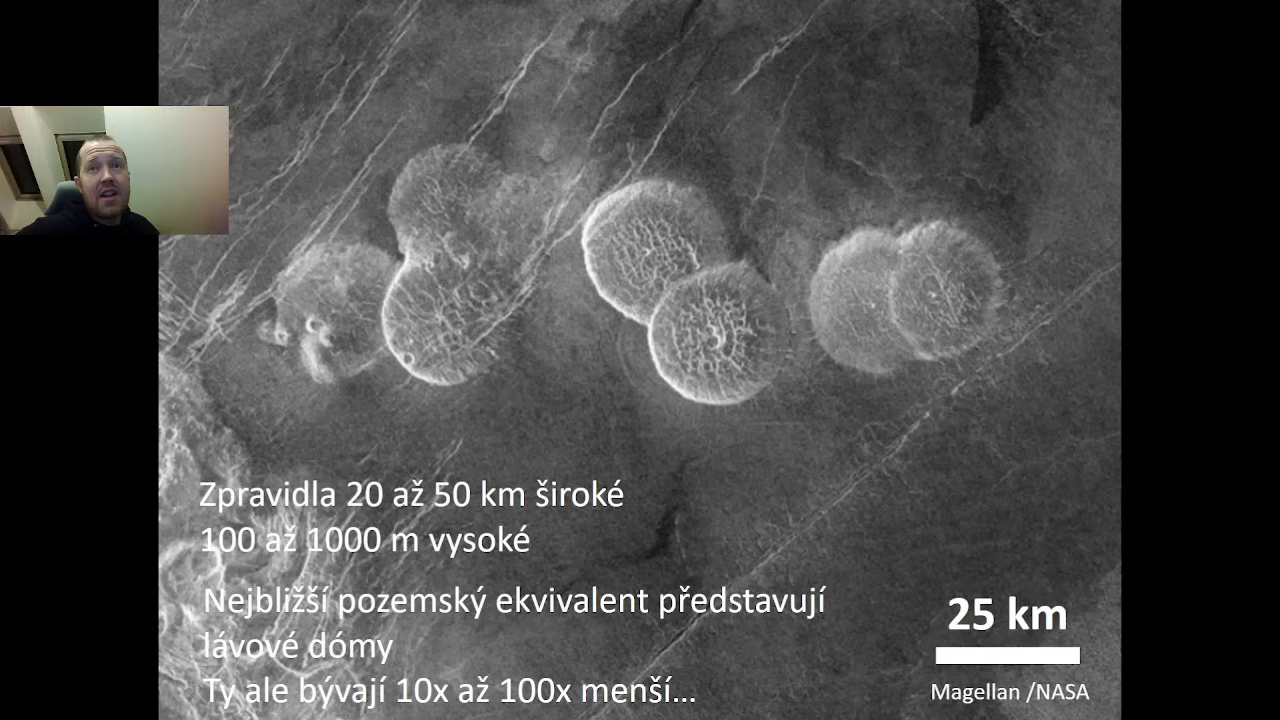 Zpravidla 20 až 50 km široké
100 až 1000 m vysoké
Nejbližší pozemský ekvivalent představují
lávové dómy
Ty ale bývají 10x až 100x menší...
25 km
Magellan /NASA